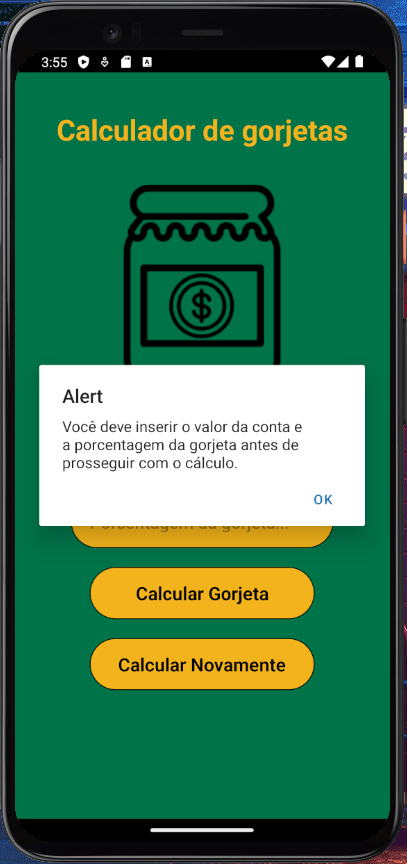 3:55
A
Calculador de gorjetas
$
Alert
Você deve inserir o valor da conta e
a porcentagem da gorjeta antes de
prosseguir com o cálculo.
OK
Porcentagem da gorjeta...
Calcular Gorjeta
Calcular Novamente